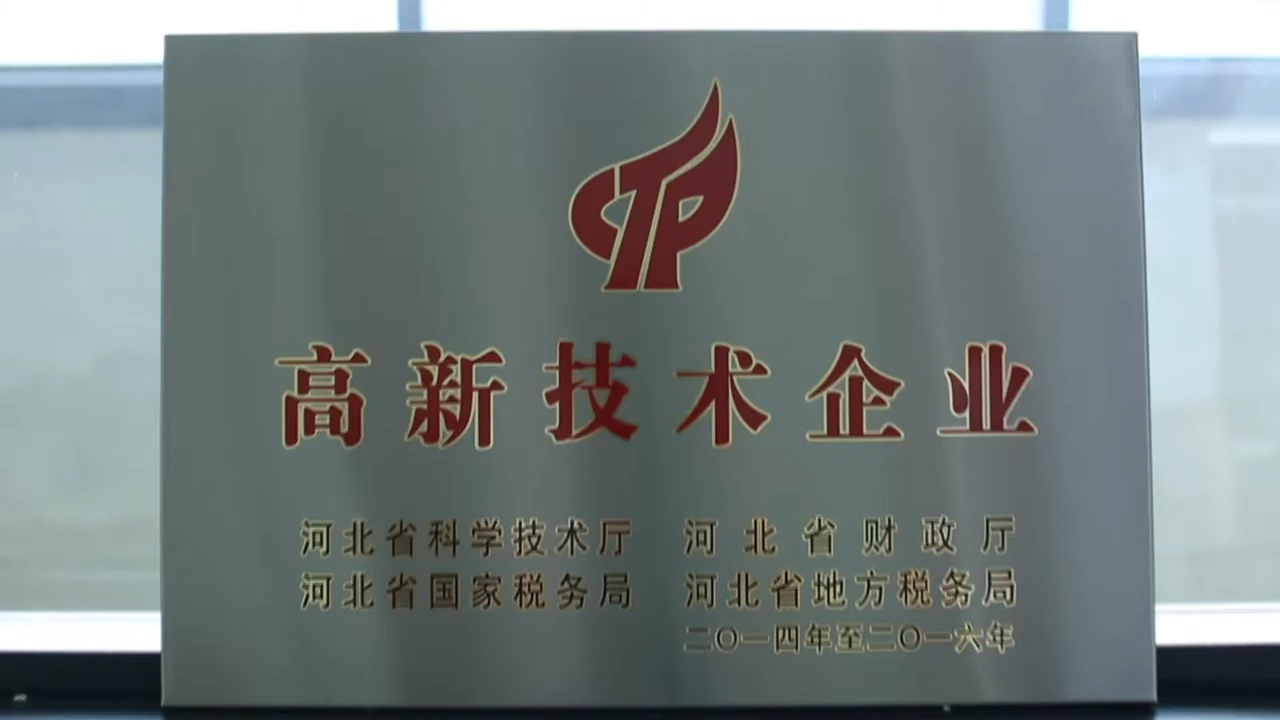 CTP
高新技术企业
河北省科学技术厅 河北省财政厅
河北省国家税务局 河北省地方税务局
二〇一四年至二〇一六年